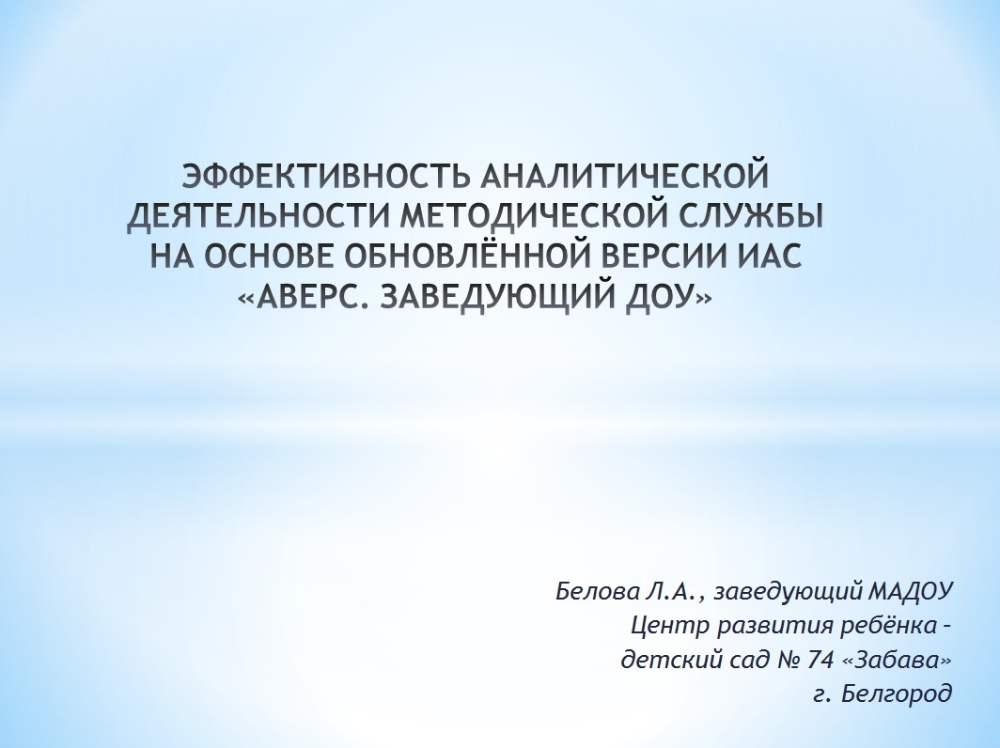 ЭФФЕКТИВНОСТЬ АНАЛИТИЧЕСКОЙ
ДЕЯТЕЛЬНОСТИ МЕТОДИЧЕСКОЙ СЛУЖБЫ
НА ОСНОВЕ ОБНОВЛЁННОЙ ВЕРСИИ ИАС
«АВЕРС. ЗАВЕДУЮЩИЙ ДОУ»
Белова Л.А., заведующий МАДОУ
Центр развития ребёнка –
детский сад № 74 «Забава»
г. Белгород